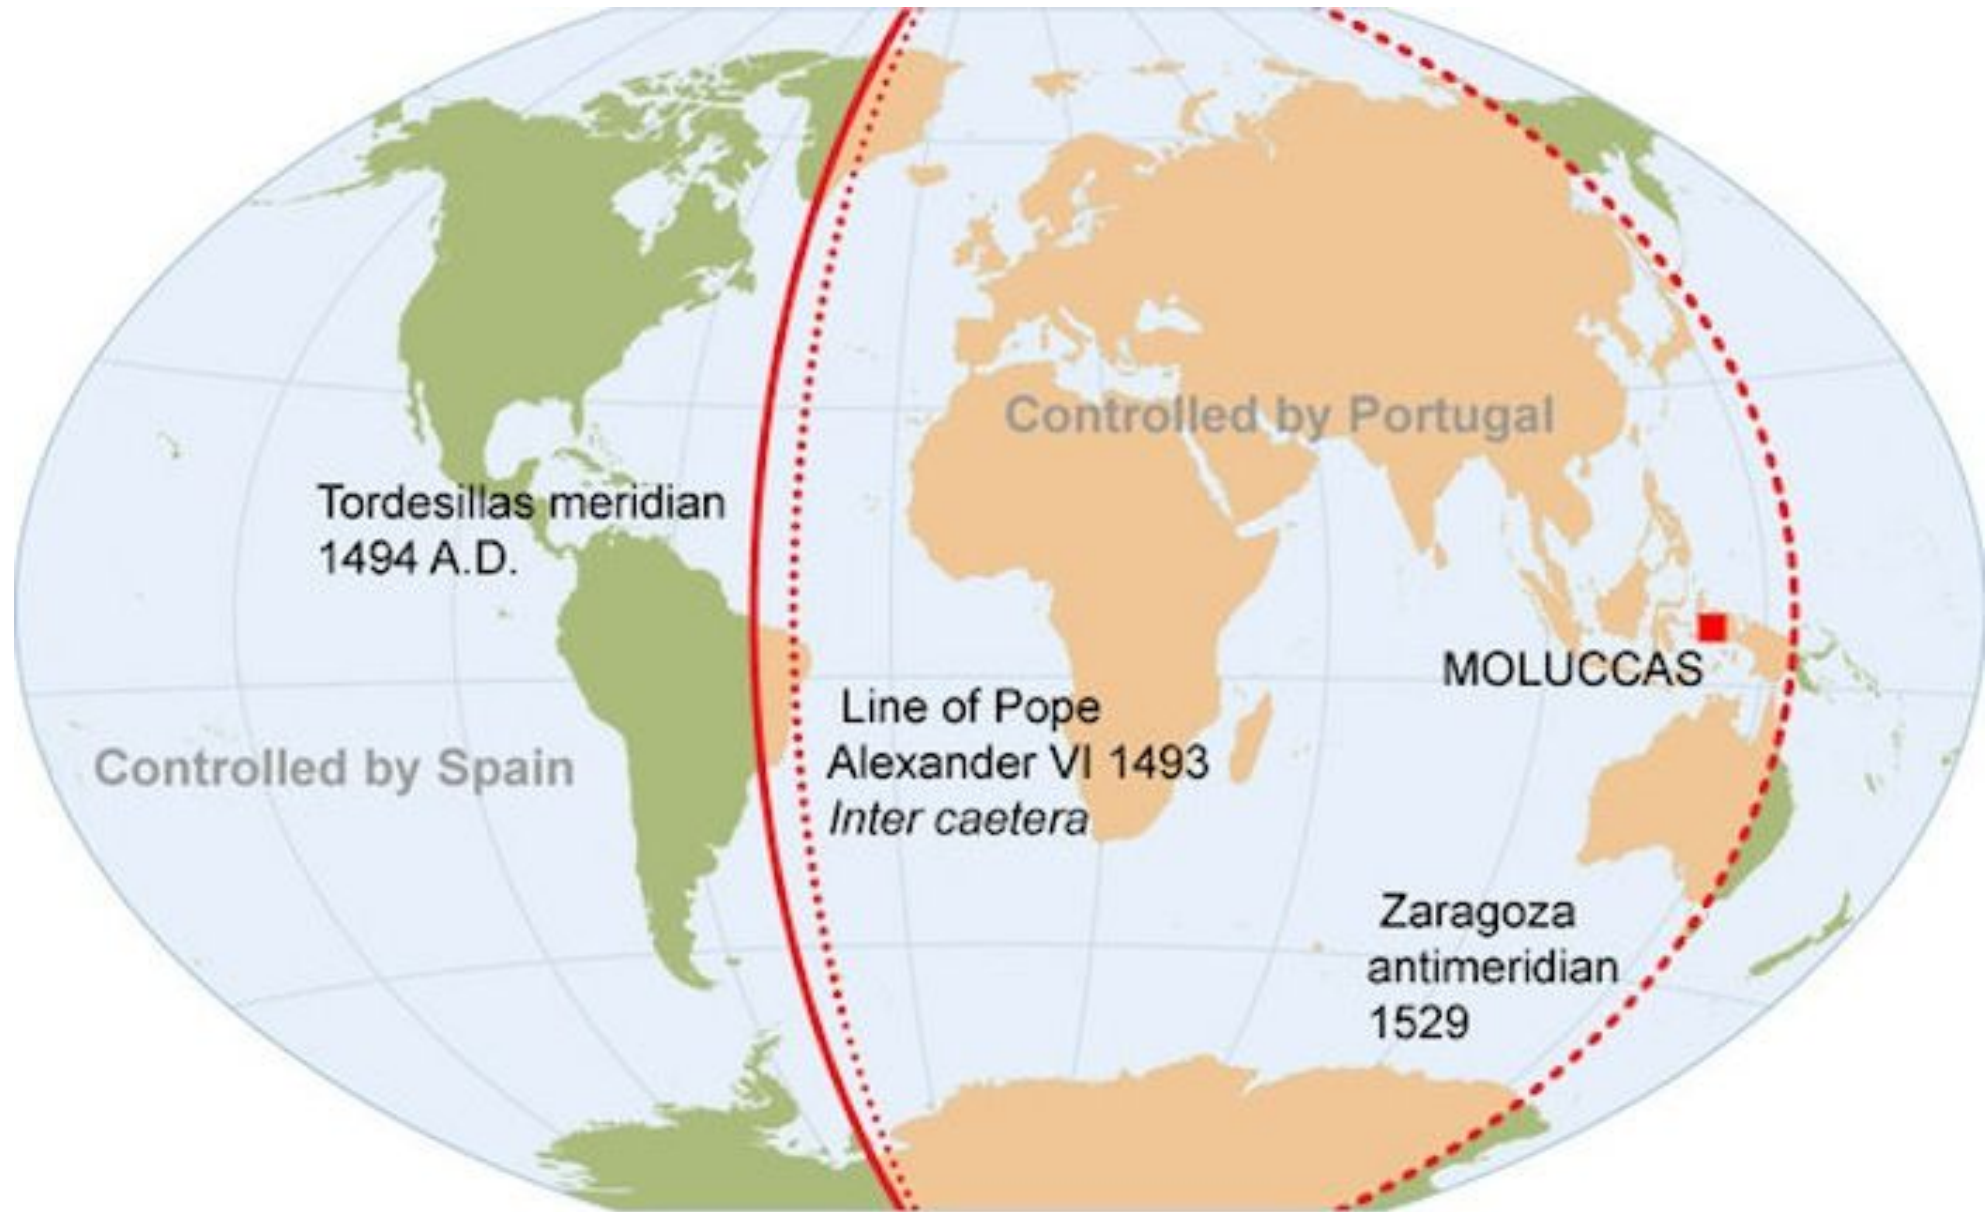 Controlled by Portugal
Tordesillas meridian
1494 A.D.
MOLUCCAS
Line of Pope
Alexander VI 1493
Inter caetera
Controlled by Spain
Zaragoza
antimeridian
1529